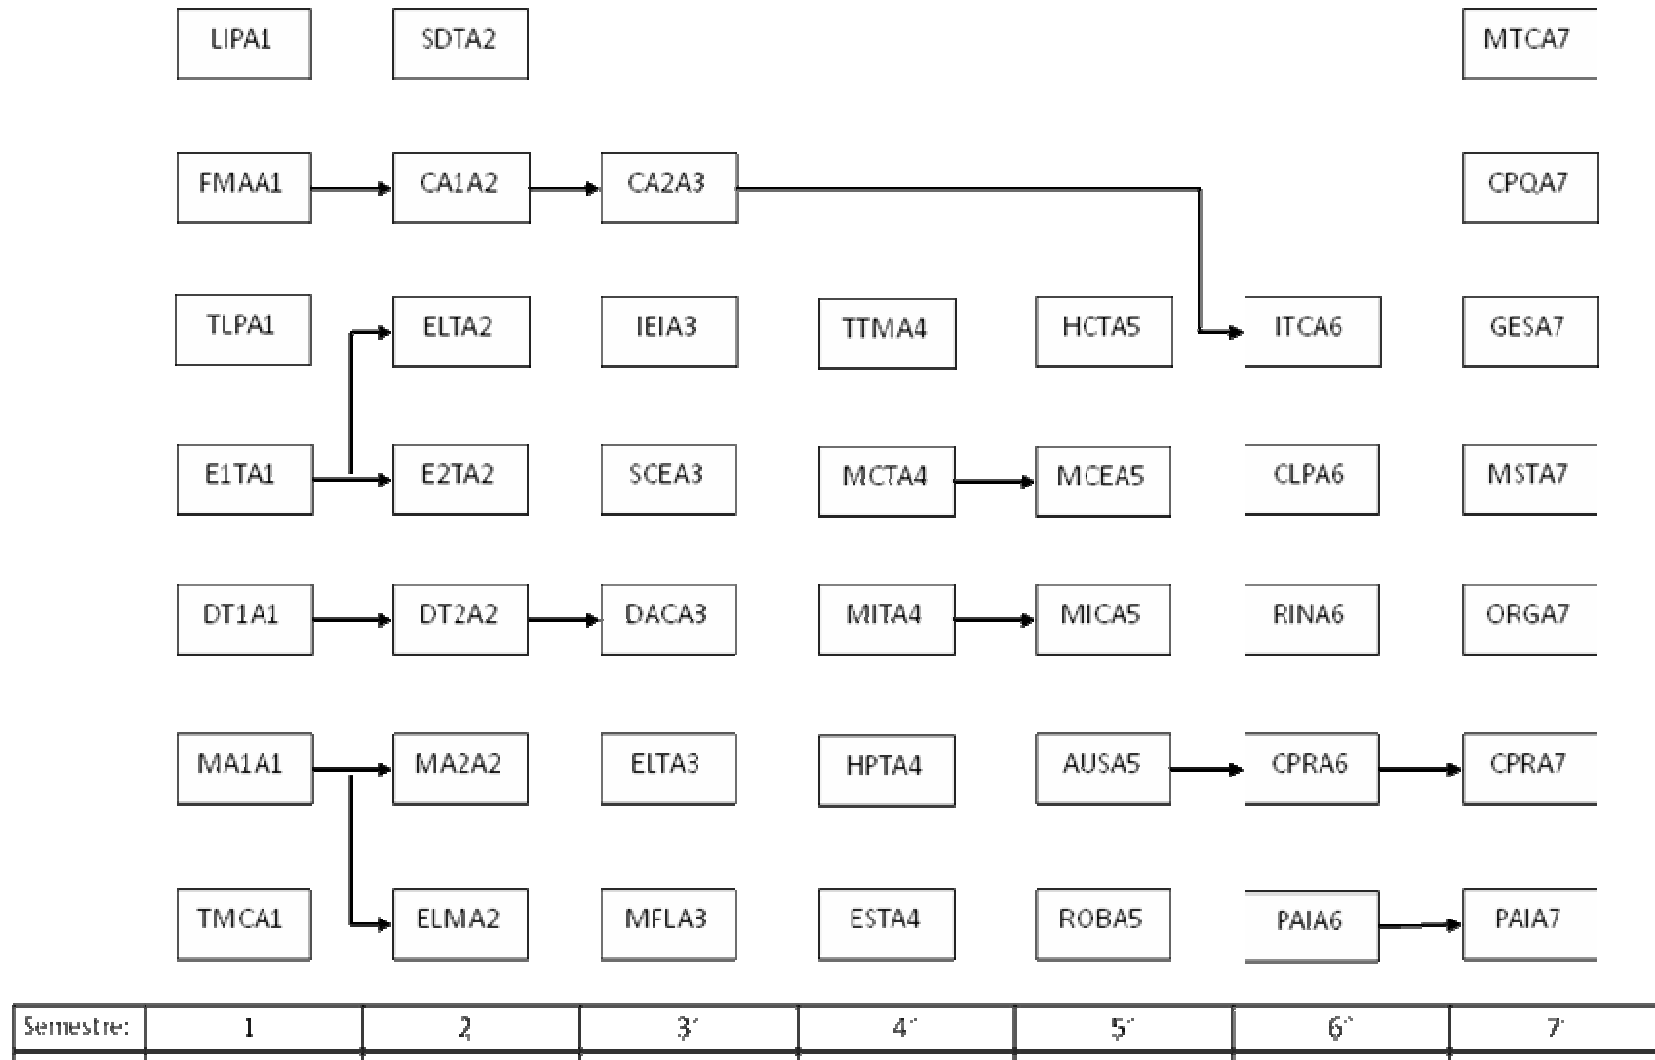 LIPA1 SDTA2 MTCA7
FMAA1 CA1A2 CA2A3 CPQA7
TLPA1 ELTA2 IEIA3 TTMA4 HCTA5 ITCA6 GESA7
E1TA1 E2TA2 SCEA3 MCTA4 MCEA5 CLPA6 MSTA7
DT1A1 DT2A2 DACA3 MITA4 MICA5 RINA6 ORGA7
MA1A1 MA2A2 ELTA3 HPTA4 AUSA5 CPRA6 CPRA7
TMCA1 ELMA2 MFLA3 ESTA4 ROBA5 PAIA6 PAIA7
Semestre: 1 2 3 4 5 6 7